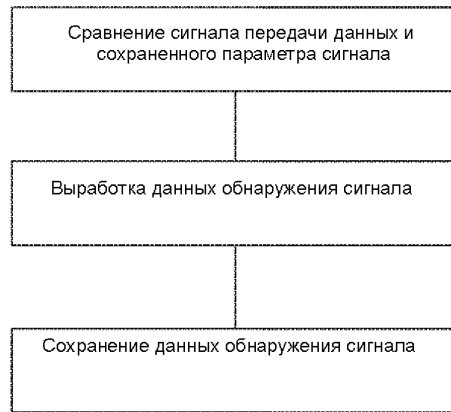 Сравнение сигнала передачи данных и
сохраненного параметра сигнала
Выработка данных обнаружения сигнала
Сохранение данных обнаружения сигнала